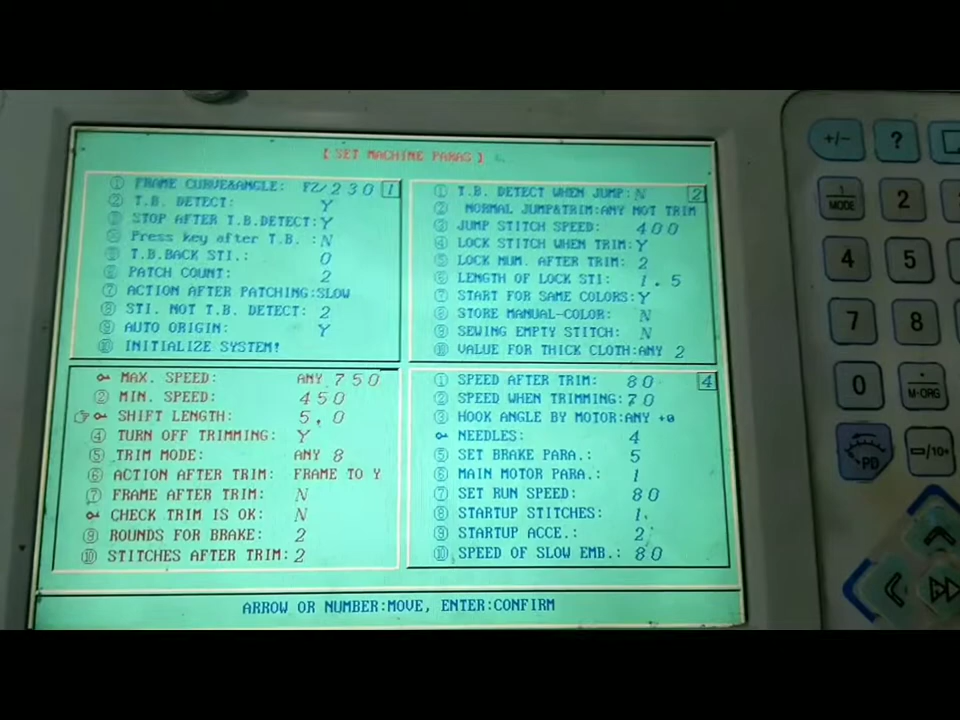 [ SET MACHINE PARAS ]
① FRAME CURVE&ANGLE: FZ/230 1
② T.B. DETECT: Y
③ STOP AFTER T.B.DETECT: Y
④ Press key after T.B. : N
⑤ T.B.BACK STI.: 0
⑥ PATCH COUNT: 2
⑦ ACTION AFTER PATCHING:SLOW
⑧ STI. NOT T.B. DETECT: 2
⑨ AUTO ORIGIN: Y
⑩ INITIALIZE SYSTEM!
① T.B. DETECT WHEN JUMP:N 2
② NORMAL JUMP&TRIM:ANY NOT TRIM
③ JUMP STITCH SPEED: 400
④ LOCK STITCH WHEN TRIM:Y
⑤ LOCK NUM. AFTER TRIM: 2
⑥ LENGTH OF LOCK STI: 1.5
⑦ START FOR SAME COLORS:Y
⑧ STORE MANUAL-COLOR: N
⑨ SEWING EMPTY STITCH: N
⑩ VALUE FOR THICK CLOTH:ANY 2
MAX. SPEED: ANY 750
② MIN. SPEED: 450
SHIFT LENGTH: 5.0
④ TURN OFF TRIMMING: Y
⑤ TRIM MODE: ANY 8
⑥ ACTION AFTER TRIM: FRAME TO Y
⑦ FRAME AFTER TRIM: N
CHECK TRIM IS OK: N
⑨ ROUNDS FOR BRAKE: 2
⑩ STITCHES AFTER TRIM: 2
① SPEED AFTER TRIM: 80 4
② SPEED WHEN TRIMMING: 70
③ HOOK ANGLE BY MOTOR:ANY +0
NEEDLES: 4
⑤ SET BRAKE PARA.: 5
⑥ MAIN MOTOR PARA.: 1
⑦ SET RUN SPEED: 80
⑧ STARTUP STITCHES: 1
⑨ STARTUP ACCE.: 2
⑩ SPEED OF SLOW EMB.: 80
ARROW OR NUMBER:MOVE, ENTER:CONFIRM
+/- ?
1 MODE 2
4 5
7 8
0 . M·ORG
PD -/10+